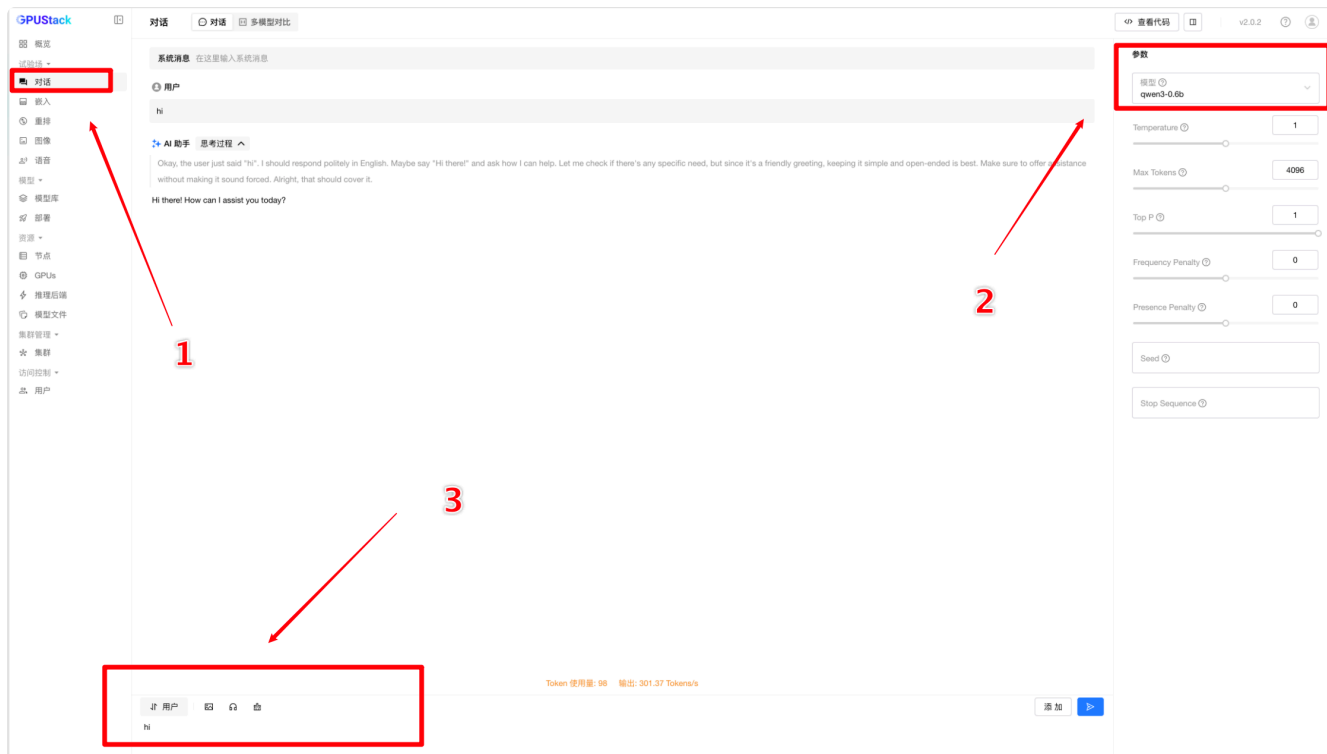 GPUStack
概览
试验场
对话
嵌入
重排
图像
语音
模型
模型库
部署
资源
节点
GPUs
推理后端
模型文件
集群管理
集群
访问控制
用户
对话 对话 多模型对比
查看代码 v2.0.2
系统消息 在这里输入系统消息
用户
hi
AI 助手 思考过程
Okay, the user just said "hi". I should respond politely in English. Maybe say "Hi there!" and ask how I can help. Let me check if there's any specific need, but since it's a friendly greeting, keeping it simple and open-ended is best. Make sure to offer assistance
without making it sound forced. Alright, that should cover it.
Hi there! How can I assist you today?
1
2
3
Token 使用量: 98 输出: 301.37 Tokens/s
用户
添加
hi
参数
模型
qwen3-0.6b
Temperature 1
Max Tokens 4096
Top P 1
Frequency Penalty 0
Presence Penalty 0
Seed
Stop Sequence